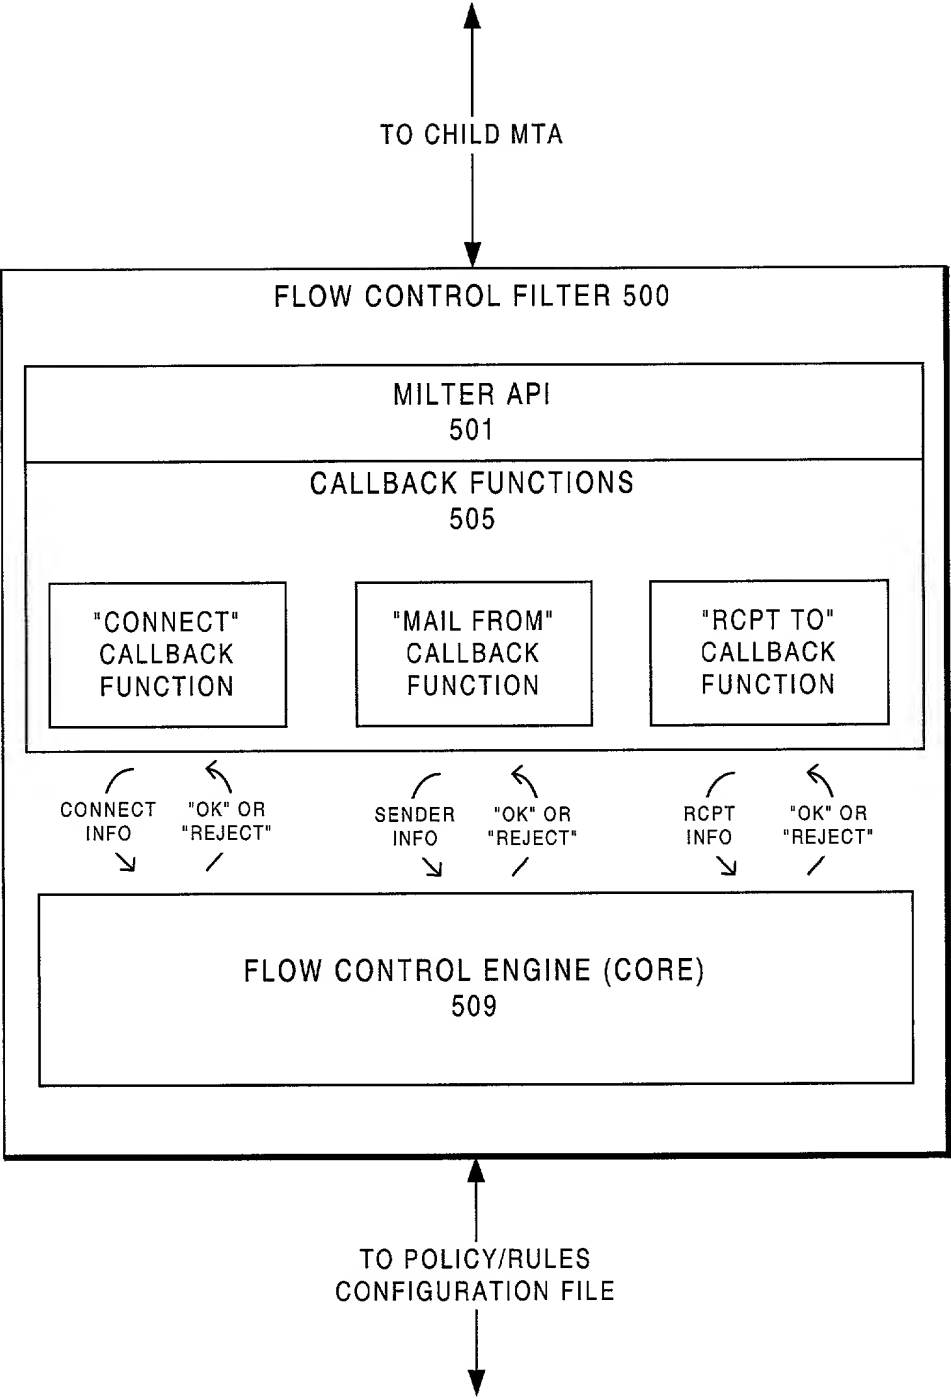 TO CHILD MTA
FLOW CONTROL FILTER 500
MILTER API
501
CALLBACK FUNCTIONS
505
"CONNECT"
CALLBACK
FUNCTION
"MAIL FROM"
CALLBACK
FUNCTION
"RCPT TO"
CALLBACK
FUNCTION
CONNECT
INFO
"OK" OR
"REJECT"
SENDER
INFO
"OK" OR
"REJECT"
RCPT
INFO
"OK" OR
"REJECT"
FLOW CONTROL ENGINE (CORE)
509
TO POLICY/RULES
CONFIGURATION FILE